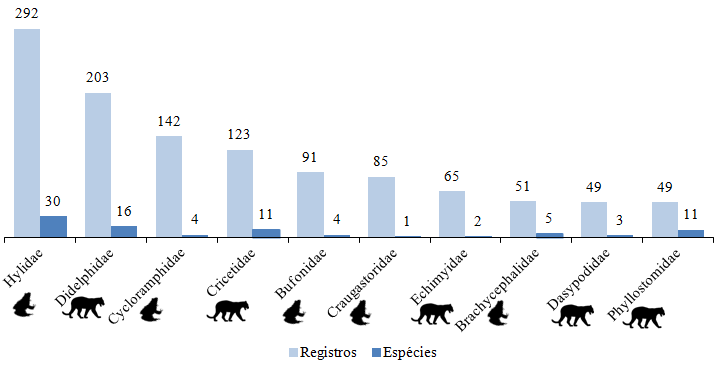 292
30
203
16
142
4
123
11
91
4
85
1
65
2
51
5
49
3
49
11
Hylidae
Didelphidae
Cycloramphidae
Cricetidae
Bufonidae
Craugastoridae
Echimyidae
Brachycephalidae
Dasypodidae
Phyllostomidae
Registros
Espécies